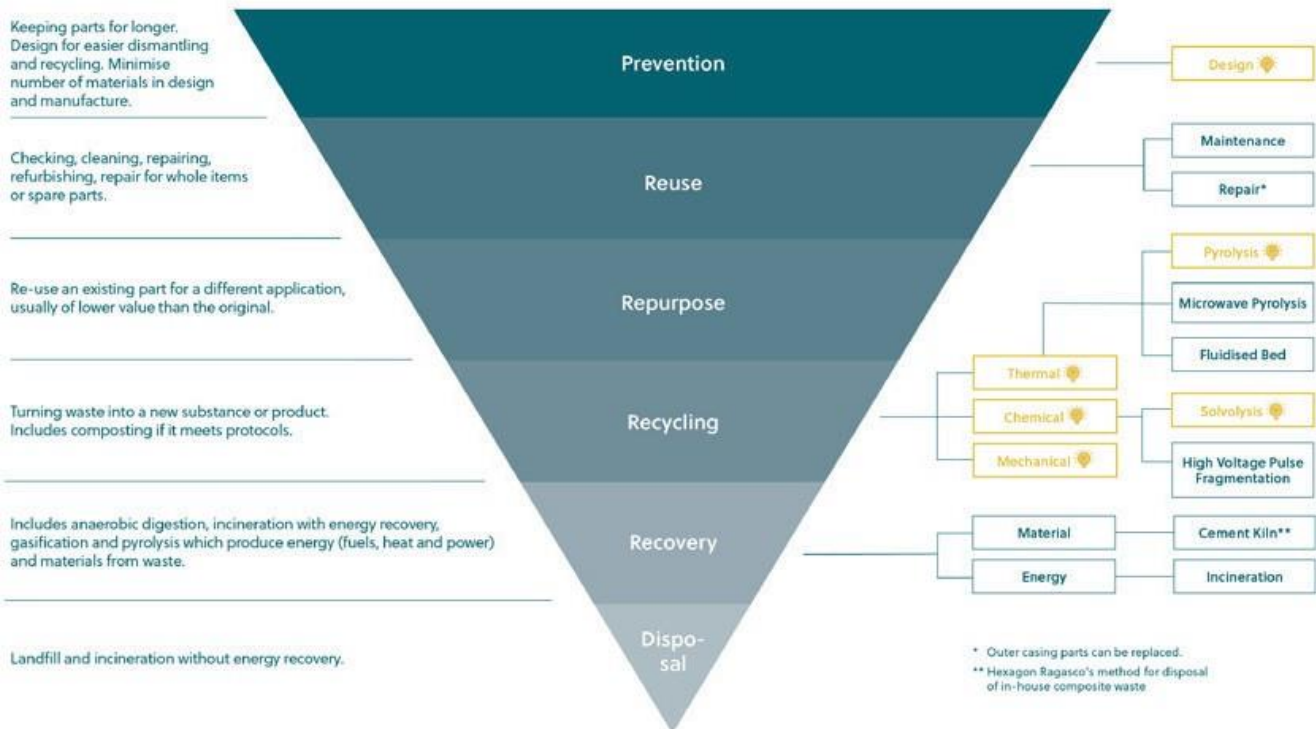 Keeping parts for longer.
Design for easier dismantling
and recycling. Minimise
number of materials in design
and manufacture.
Prevention
Design
Checking, cleaning, repairing,
refurbishing, repair for whole items
or spare parts.
Reuse
Maintenance
Repair*
Re-use an existing part for a different application,
usually of lower value than the original.
Repurpose
Pyrolysis
Microwave Pyrolysis
Fluidised Bed
Turning waste into a new substance or product.
Includes composting if it meets protocols.
Recycling
Thermal
Chemical
Mechanical
Solvolysis
High Voltage Pulse
Fragmentation
Includes anaerobic digestion, incineration with energy recovery,
gasification and pyrolysis which produce energy (fuels, heat and power)
and materials from waste.
Recovery
Material
Cement Kiln**
Energy
Incineration
Landfill and incineration without energy recovery.
Dispo-
sal
* Outer casing parts can be replaced.
** Hexagon Ragasco's method for disposal
of in-house composite waste